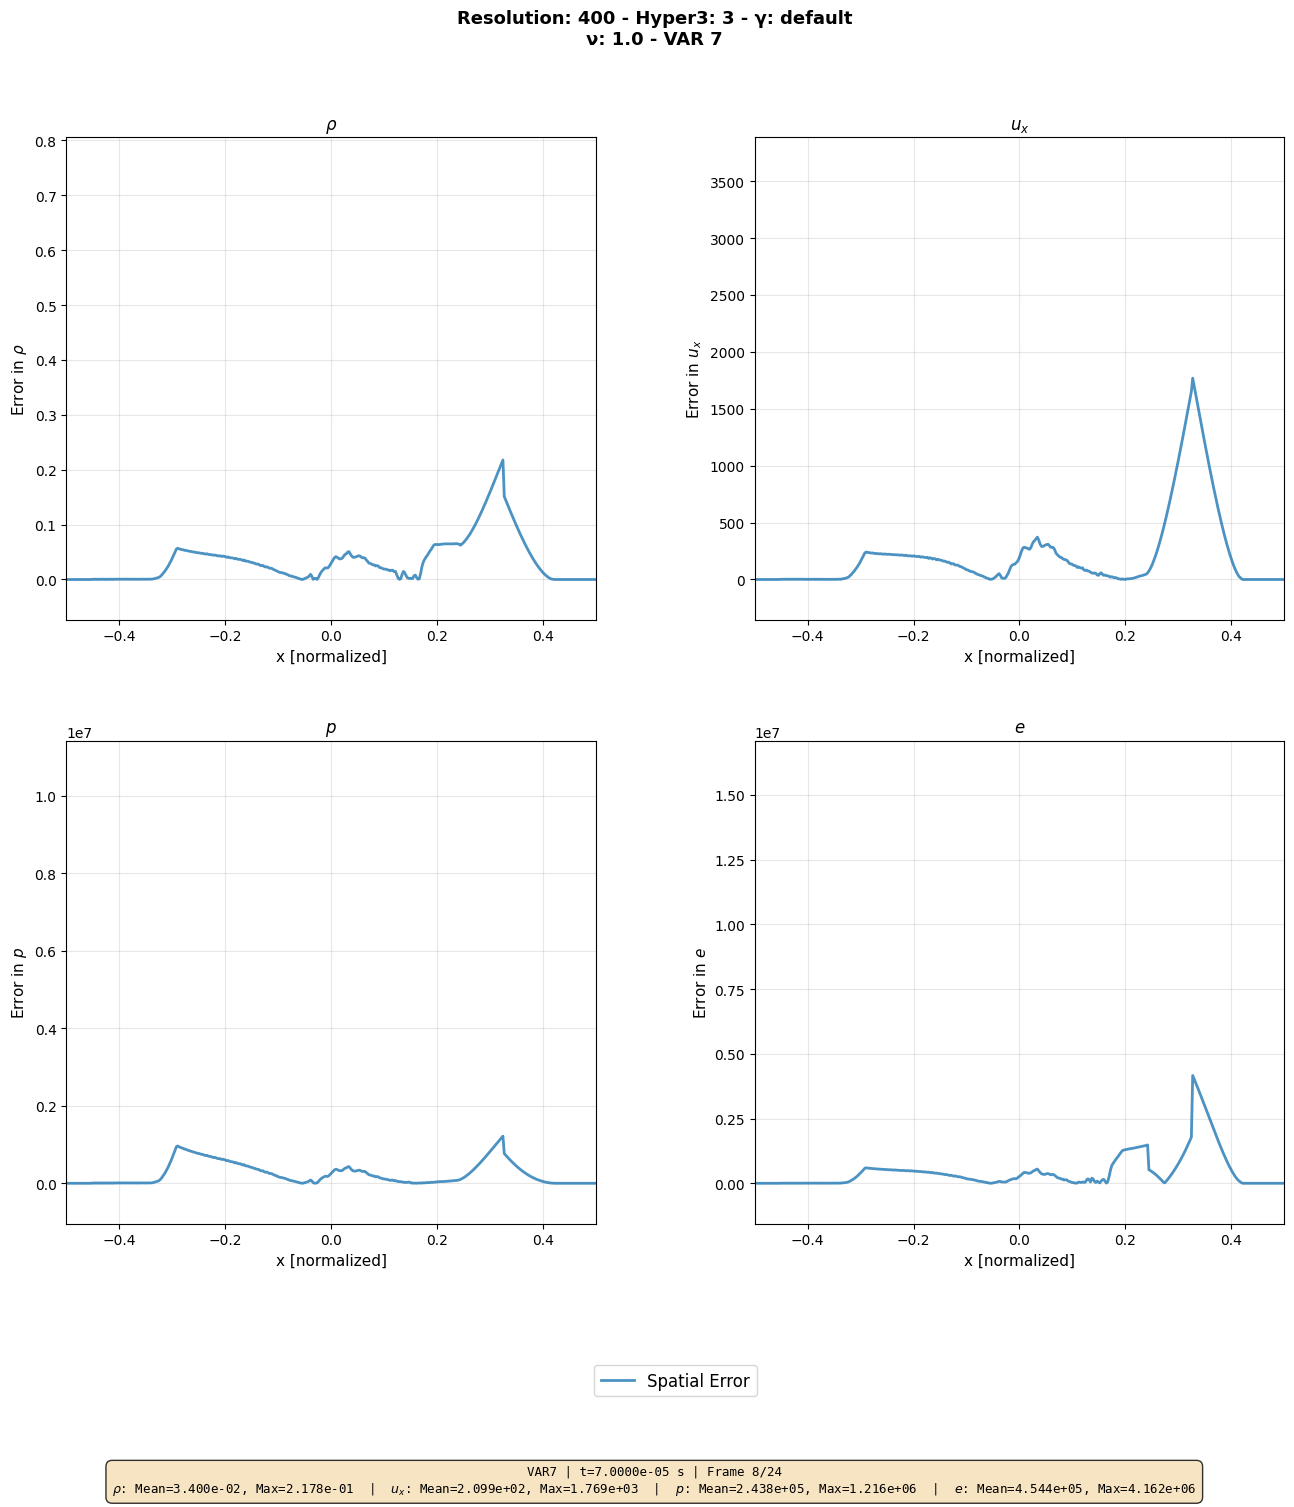 Resolution: 400 - Hyper3: 3 - γ: default
ν: 1.0 - VAR 7
ρ
0.8
0.7
0.6
0.5
0.4
0.3
0.2
0.1
0.0
Error in ρ
−0.4 −0.2 0.0 0.2 0.4
x [normalized]
u_x
3500
3000
2500
2000
1500
1000
500
0
Error in u_x
−0.4 −0.2 0.0 0.2 0.4
x [normalized]
p
1e7
1.0
0.8
0.6
0.4
0.2
0.0
Error in p
−0.4 −0.2 0.0 0.2 0.4
x [normalized]
e
1e7
1.50
1.25
1.00
0.75
0.50
0.25
0.00
Error in e
−0.4 −0.2 0.0 0.2 0.4
x [normalized]
Spatial Error
VAR7 | t=7.0000e-05 s | Frame 8/24
ρ: Mean=3.400e-02, Max=2.178e-01 | u_x: Mean=2.099e+02, Max=1.769e+03 | p: Mean=2.438e+05, Max=1.216e+06 | e: Mean=4.544e+05, Max=4.162e+06